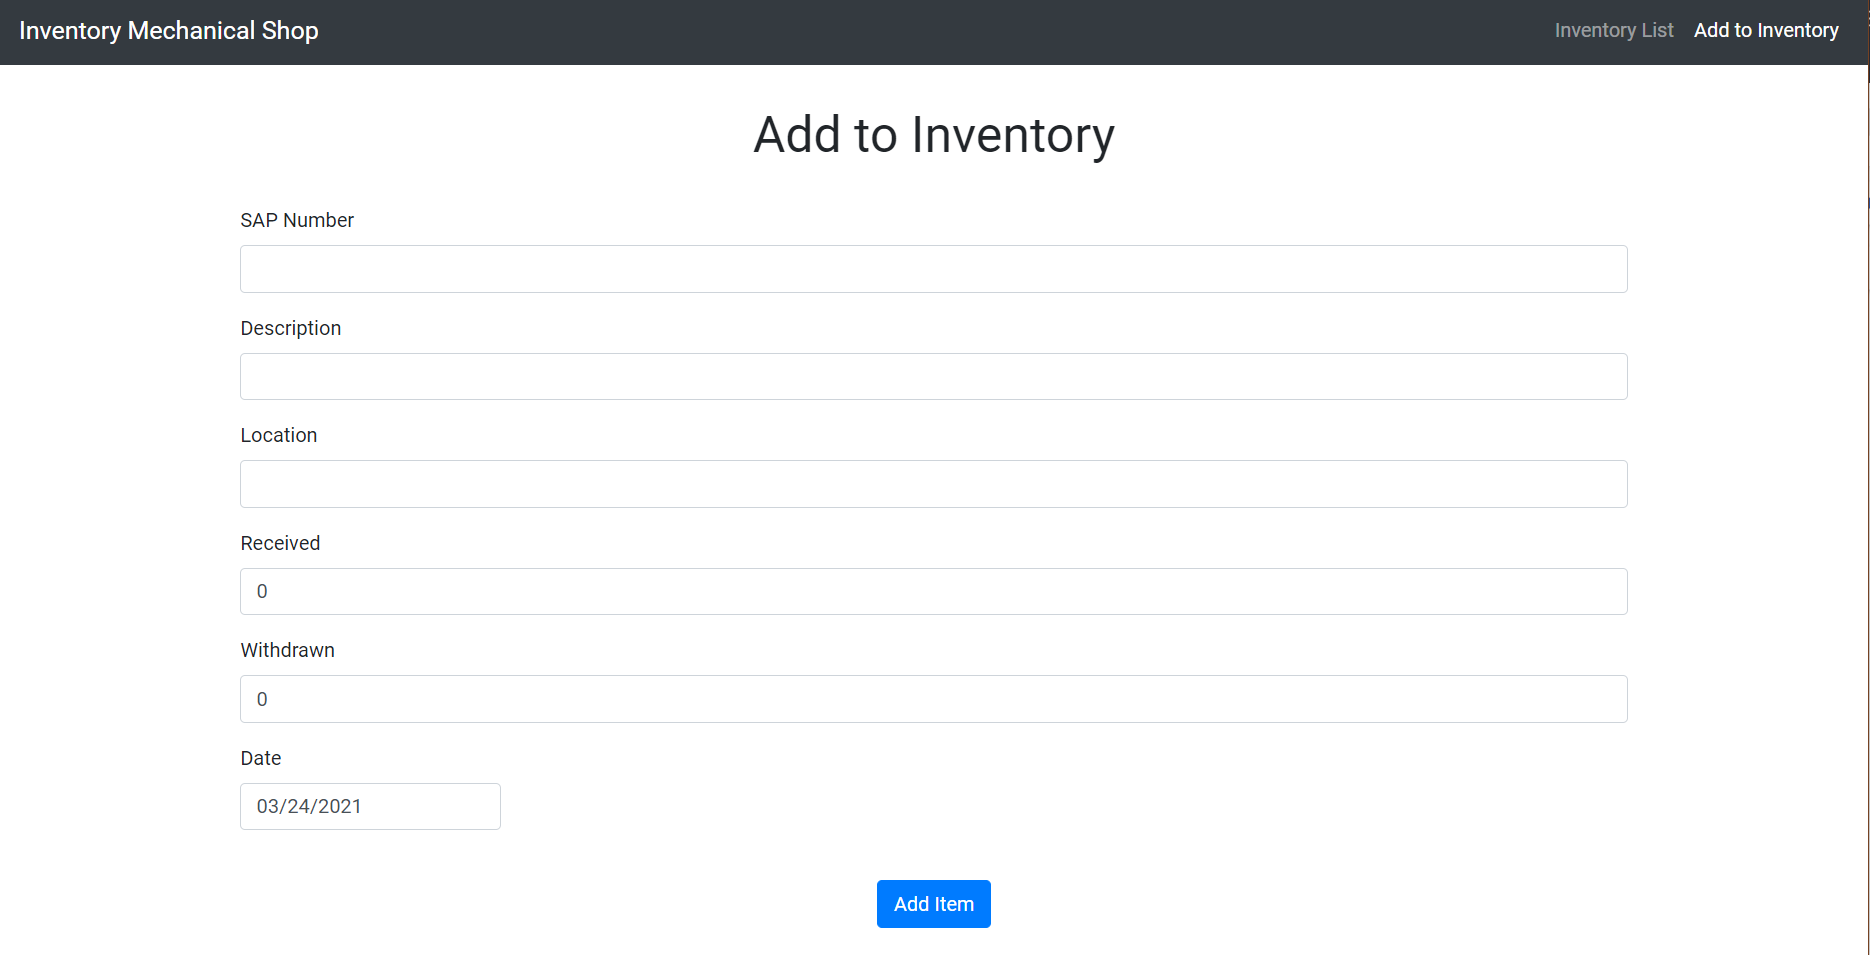 Inventory Mechanical Shop
Inventory List Add to Inventory
Add to Inventory
SAP Number
Description
Location
Received
0
Withdrawn
0
Date
03/24/2021
Add Item